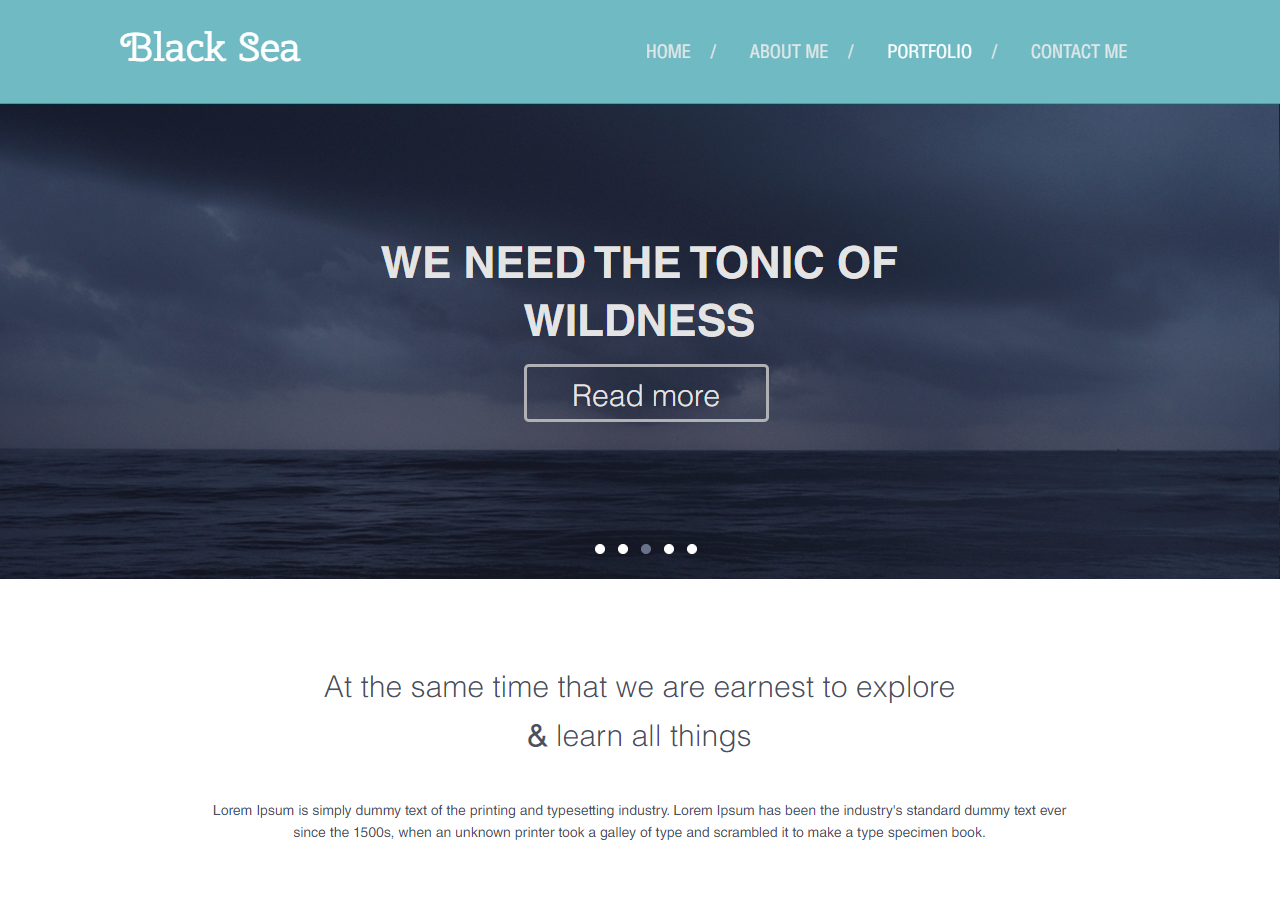 Black Sea
HOME / ABOUT ME / PORTFOLIO / CONTACT ME
WE NEED THE TONIC OF
WILDNESS
Read more
At the same time that we are earnest to explore
& learn all things
Lorem Ipsum is simply dummy text of the printing and typesetting industry. Lorem Ipsum has been the industry's standard dummy text ever
since the 1500s, when an unknown printer took a galley of type and scrambled it to make a type specimen book.